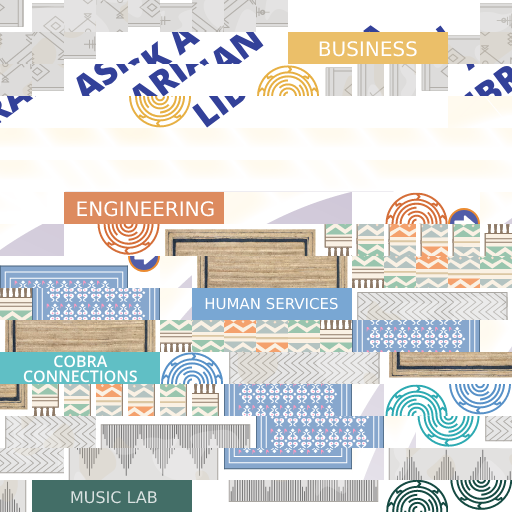 BUSINESS
ENGINEERING
HUMAN SERVICES
COBRA
CONNECTIONS
MUSIC LAB